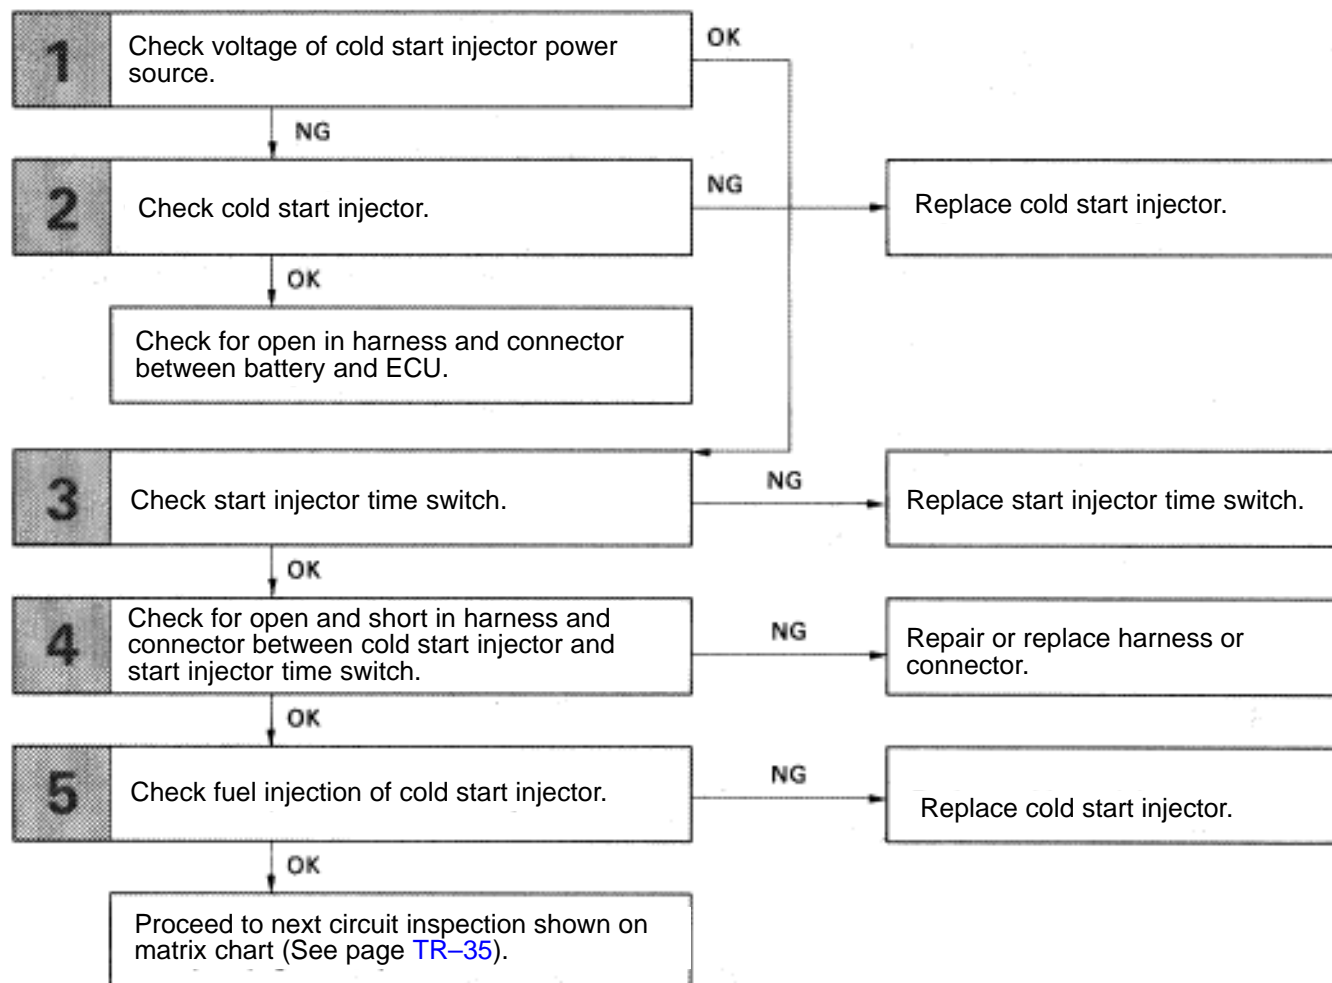 1
Check voltage of cold start injector power
source.
OK
NG
2
Check cold start injector.
NG
Replace cold start injector.
OK
Check for open in harness and connector
between battery and ECU.
3
Check start injector time switch.
NG
Replace start injector time switch.
OK
4
Check for open and short in harness and
connector between cold start injector and
start injector time switch.
NG
Repair or replace harness or
connector.
OK
5
Check fuel injection of cold start injector.
NG
Replace cold start injector.
OK
Proceed to next circuit inspection shown on
matrix chart (See page TR–35).